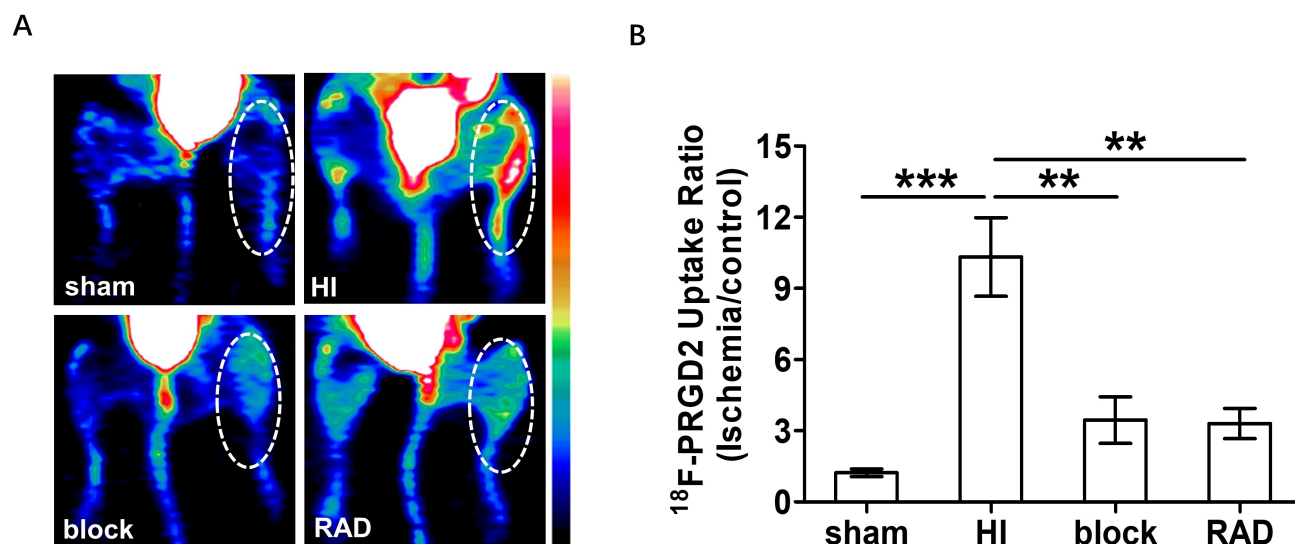 A
B
sham
HI
block
RAD
¹⁸F-PRGD2 Uptake Ratio
(Ischemia/control)
15
12
9
6
3
0
***
**
**
sham HI block RAD